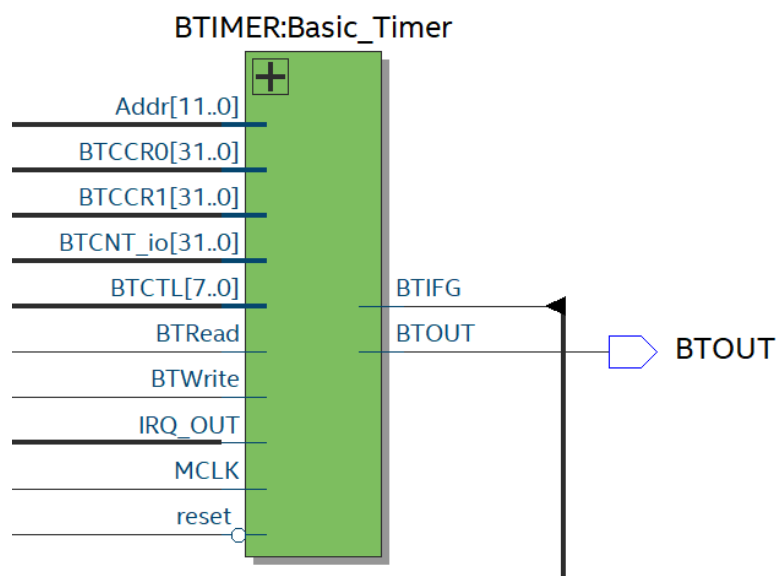 BTIMER:Basic_Timer
Addr[11..0]
BTCCR0[31..0]
BTCCR1[31..0]
BTCNT_io[31..0]
BTCTL[7..0]
BTRead
BTWrite
IRQ_OUT
MCLK
reset
BTIFG
BTOUT
BTOUT